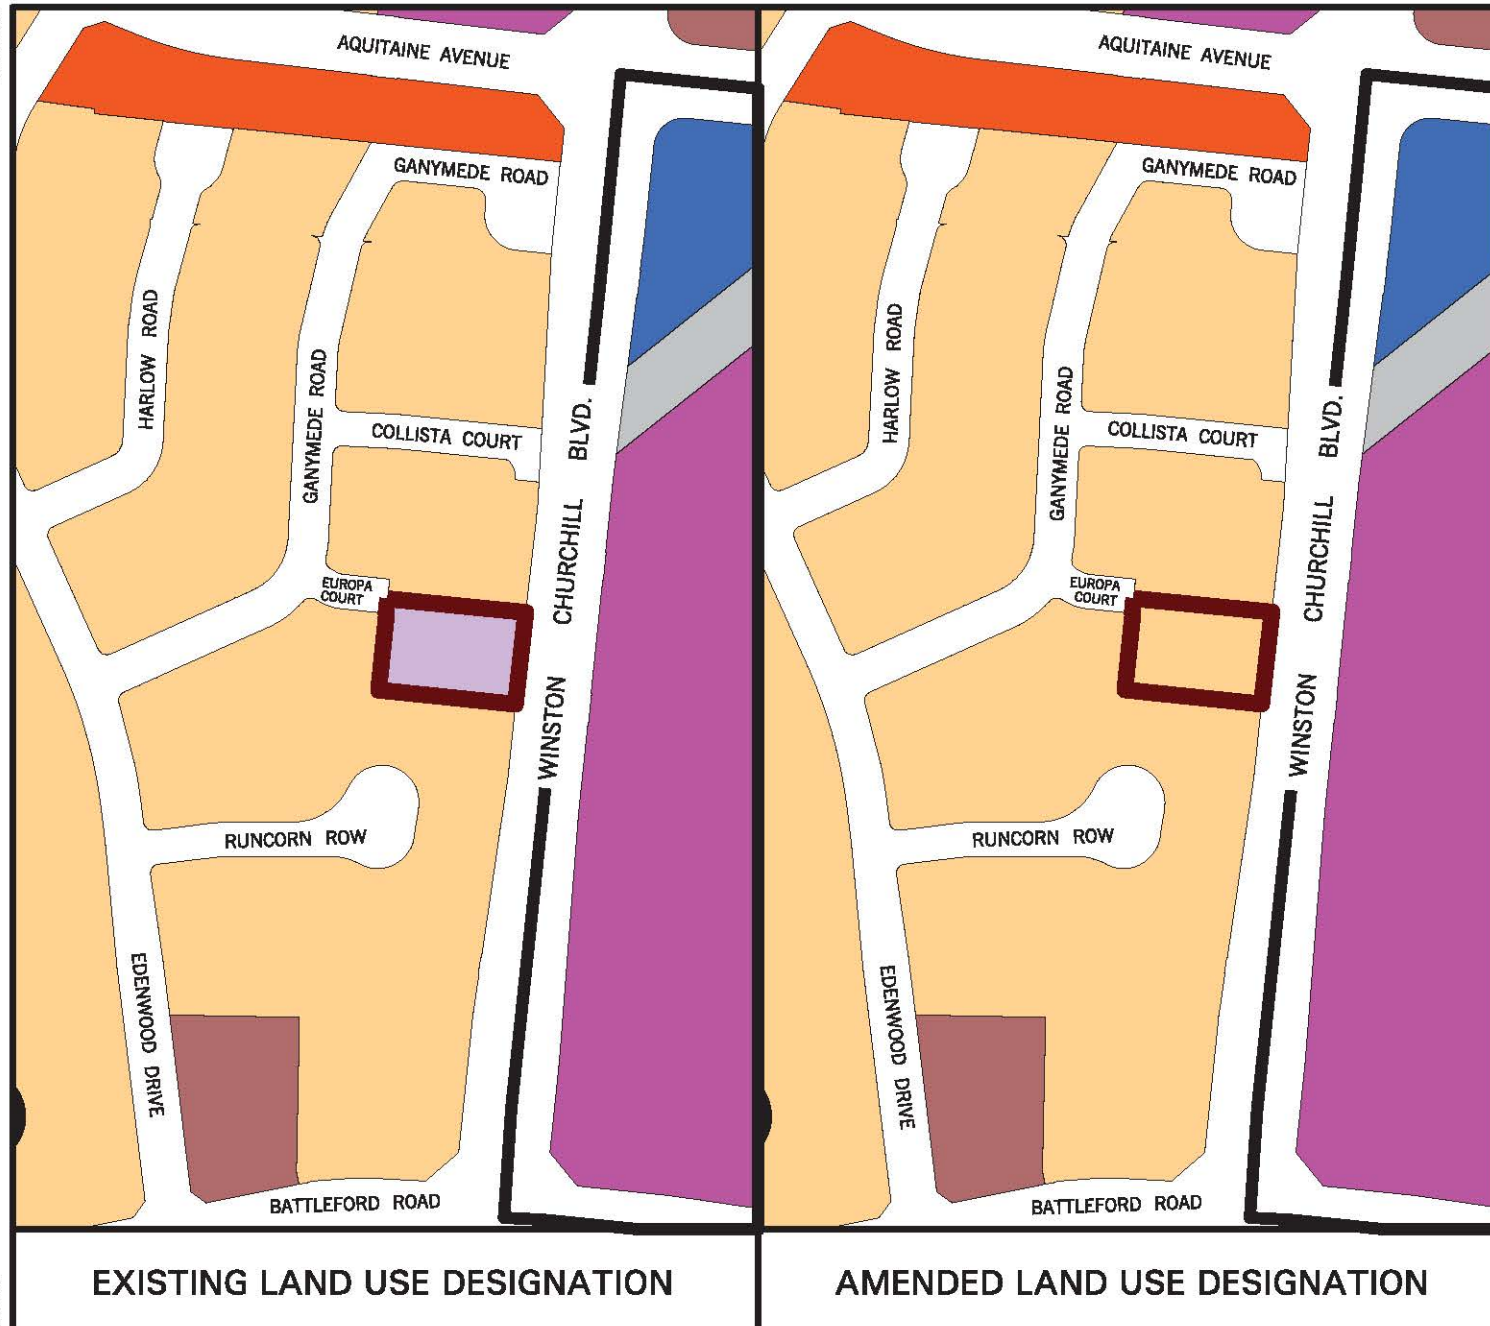 AQUITAINE AVENUE
GANYMEDE ROAD
HARLOW ROAD
GANYMEDE ROAD
COLLISTA COURT
EUROPA
COURT
WINSTON CHURCHILL BLVD.
RUNCORN ROW
EDENWOOD DRIVE
BATTLEFORD ROAD
EXISTING LAND USE DESIGNATION
AQUITAINE AVENUE
GANYMEDE ROAD
HARLOW ROAD
GANYMEDE ROAD
COLLISTA COURT
EUROPA
COURT
WINSTON CHURCHILL BLVD.
RUNCORN ROW
EDENWOOD DRIVE
BATTLEFORD ROAD
AMENDED LAND USE DESIGNATION